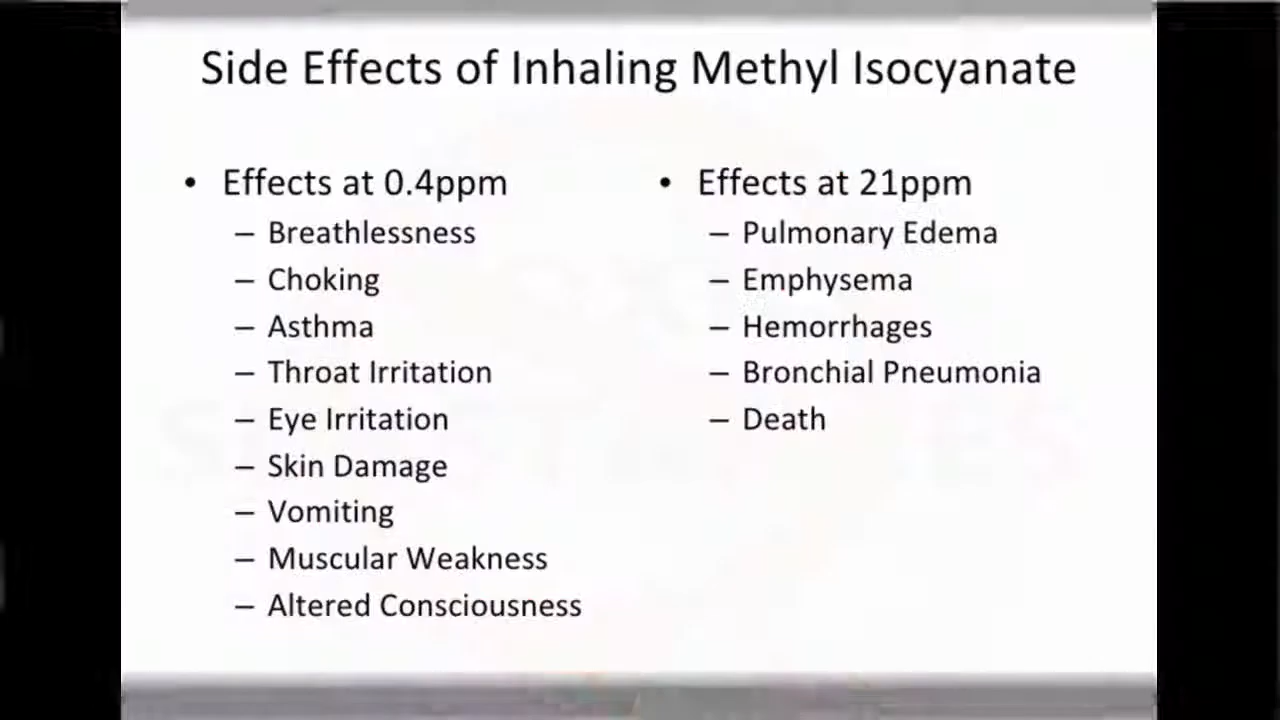 Side Effects of Inhaling Methyl Isocyanate
• Effects at 0.4ppm
– Breathlessness
– Choking
– Asthma
– Throat Irritation
– Eye Irritation
– Skin Damage
– Vomiting
– Muscular Weakness
– Altered Consciousness
• Effects at 21ppm
– Pulmonary Edema
– Emphysema
– Hemorrhages
– Bronchial Pneumonia
– Death